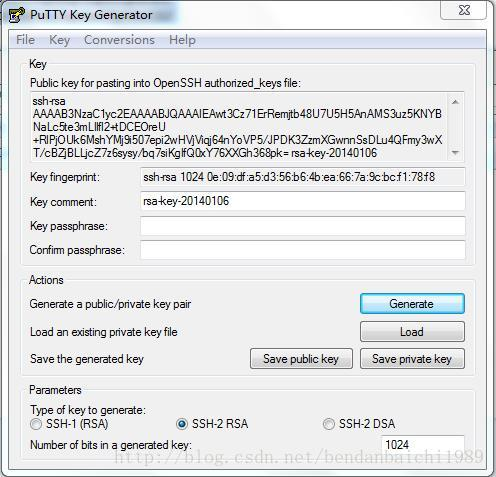 PuTTY Key Generator
File Key Conversions Help
Key
Public key for pasting into OpenSSH authorized_keys file:
ssh-rsa
AAAAB3NzaC1yc2EAAAABJQAAAIEAwt3Cz71ErRemjtb48U7U5H5AnAMS3uz5KNYB
NaLc5te3mLIlfI2+tDCEOreU
+RIPjOUk6MshYMj9i507epi2wHVjViqj64nYoVP5/JPDK3ZzmXGwnnSsDLu4QFmy3wX
T/cBZjBLLjcZ7z6sysy/bq7siKgIfQ0xY76XXGh368pk= rsa-key-20140106
Key fingerprint: ssh-rsa 1024 0e:09:df:a5:d3:56:b6:4b:ea:66:7a:9c:bc:f1:78:f8
Key comment: rsa-key-20140106
Key passphrase:
Confirm passphrase:
Actions
Generate a public/private key pair Generate
Load an existing private key file Load
Save the generated key Save public key Save private key
Parameters
Type of key to generate:
SSH-1 (RSA) SSH-2 RSA SSH-2 DSA
Number of bits in a generated key: 1024
http://blog.csdn.net/bendanbaichi1989